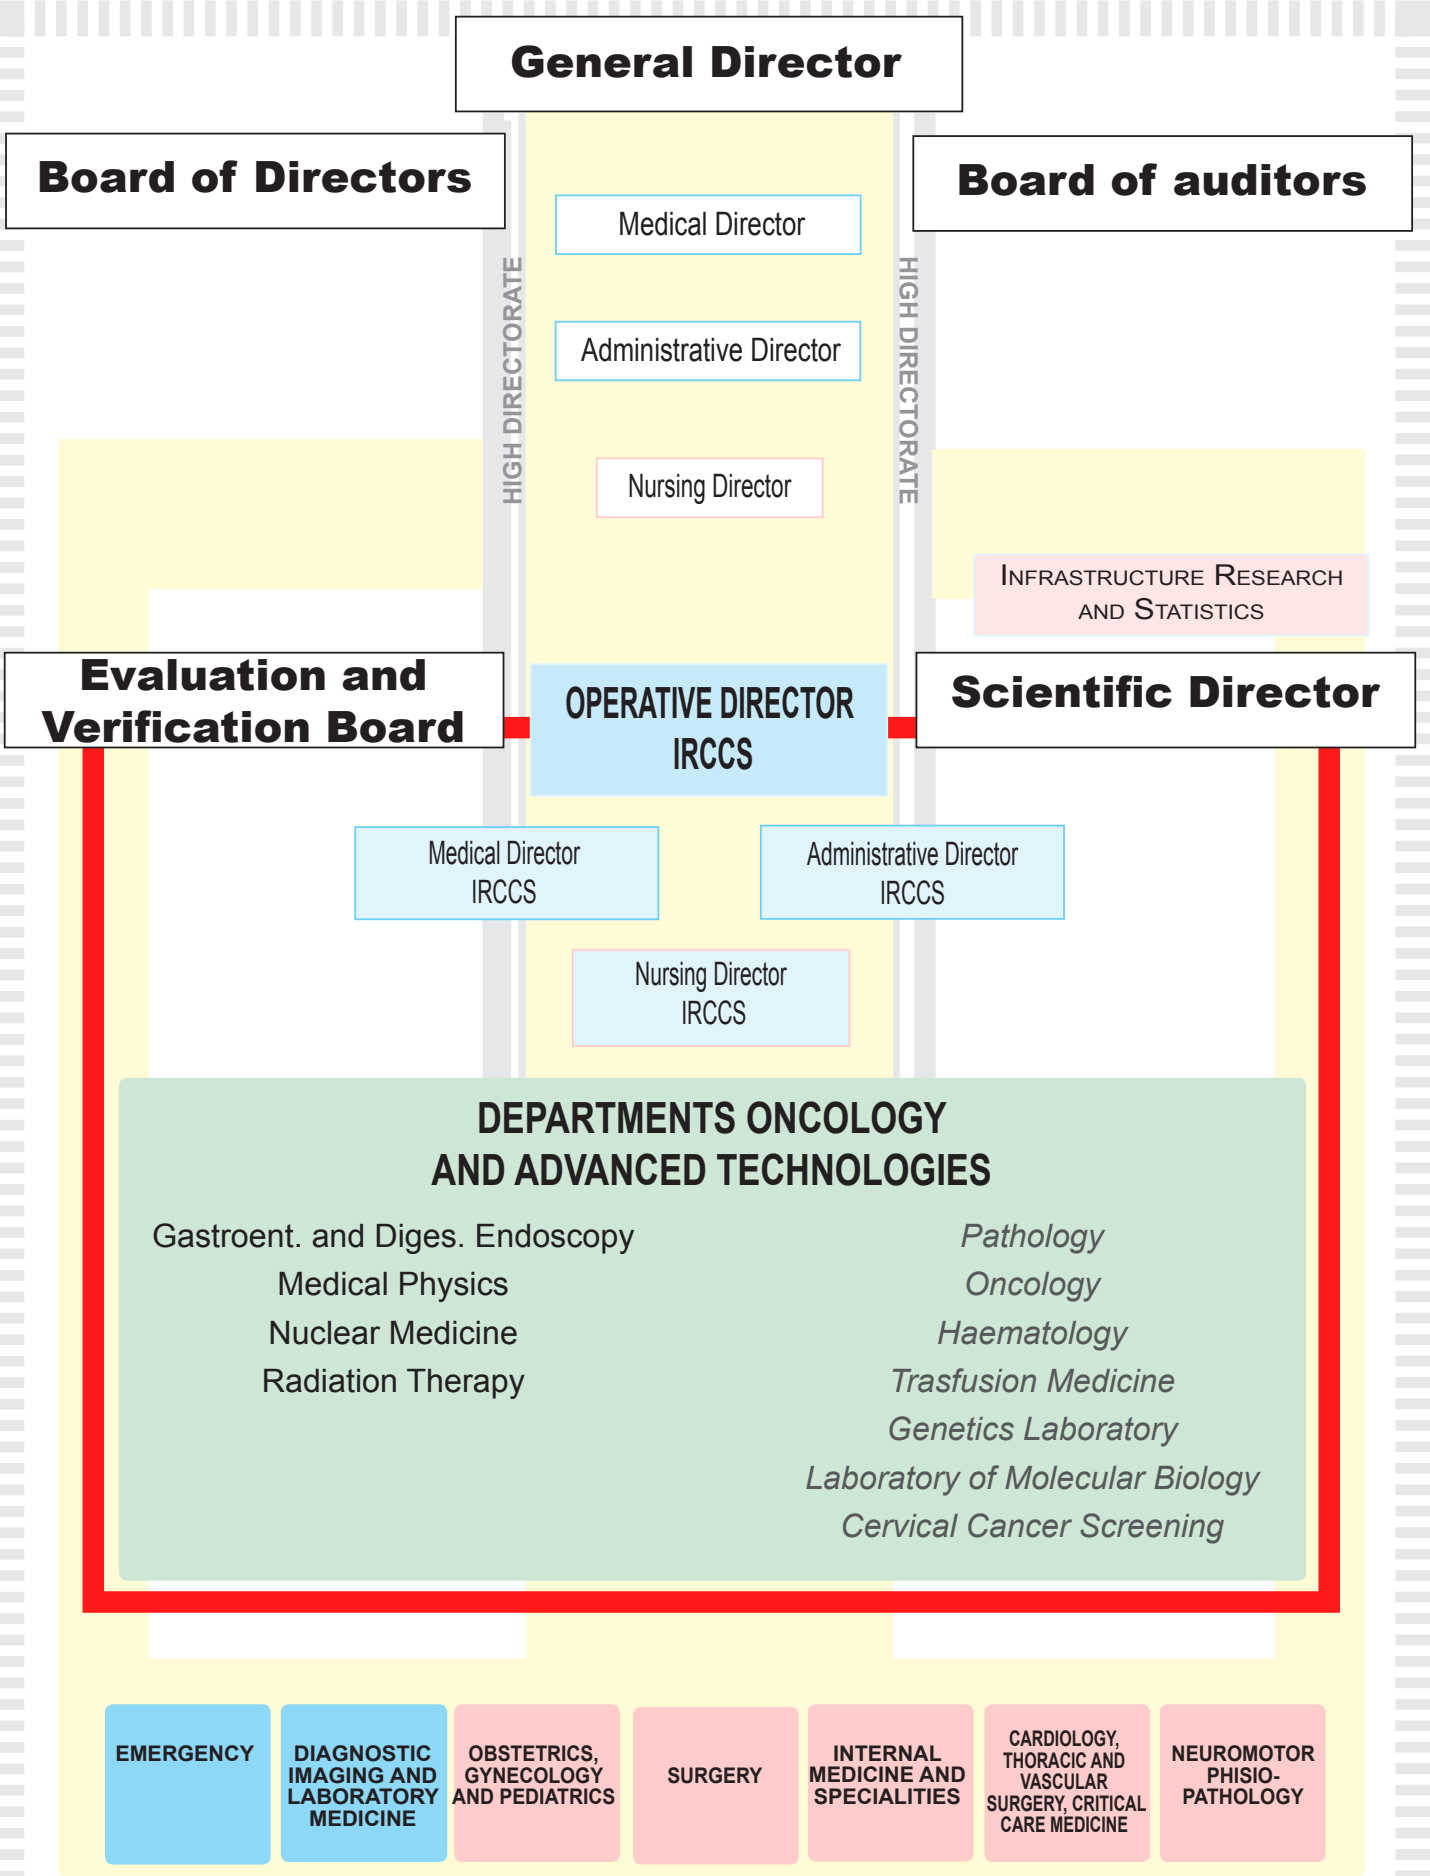 General Director
Board of Directors
Board of auditors
Medical Director
HIGH DIRECTORATE
HIGH DIRECTORATE
Administrative Director
Nursing Director
Infrastructure Research
and Statistics
Evaluation and
Verification Board
OPERATIVE DIRECTOR
IRCCS
Scientific Director
Medical Director
IRCCS
Administrative Director
IRCCS
Nursing Director
IRCCS
DEPARTMENTS ONCOLOGY
AND ADVANCED TECHNOLOGIES
Gastroent. and Diges. Endoscopy
Medical Physics
Nuclear Medicine
Radiation Therapy
Pathology
Oncology
Haematology
Trasfusion Medicine
Genetics Laboratory
Laboratory of Molecular Biology
Cervical Cancer Screening
EMERGENCY
DIAGNOSTIC
IMAGING AND
LABORATORY
MEDICINE
OBSTETRICS,
GYNECOLOGY
AND PEDIATRICS
SURGERY
INTERNAL
MEDICINE AND
SPECIALITIES
CARDIOLOGY,
THORACIC AND
VASCULAR
SURGERY, CRITICAL
CARE MEDICINE
NEUROMOTOR
PHISIO-
PATHOLOGY